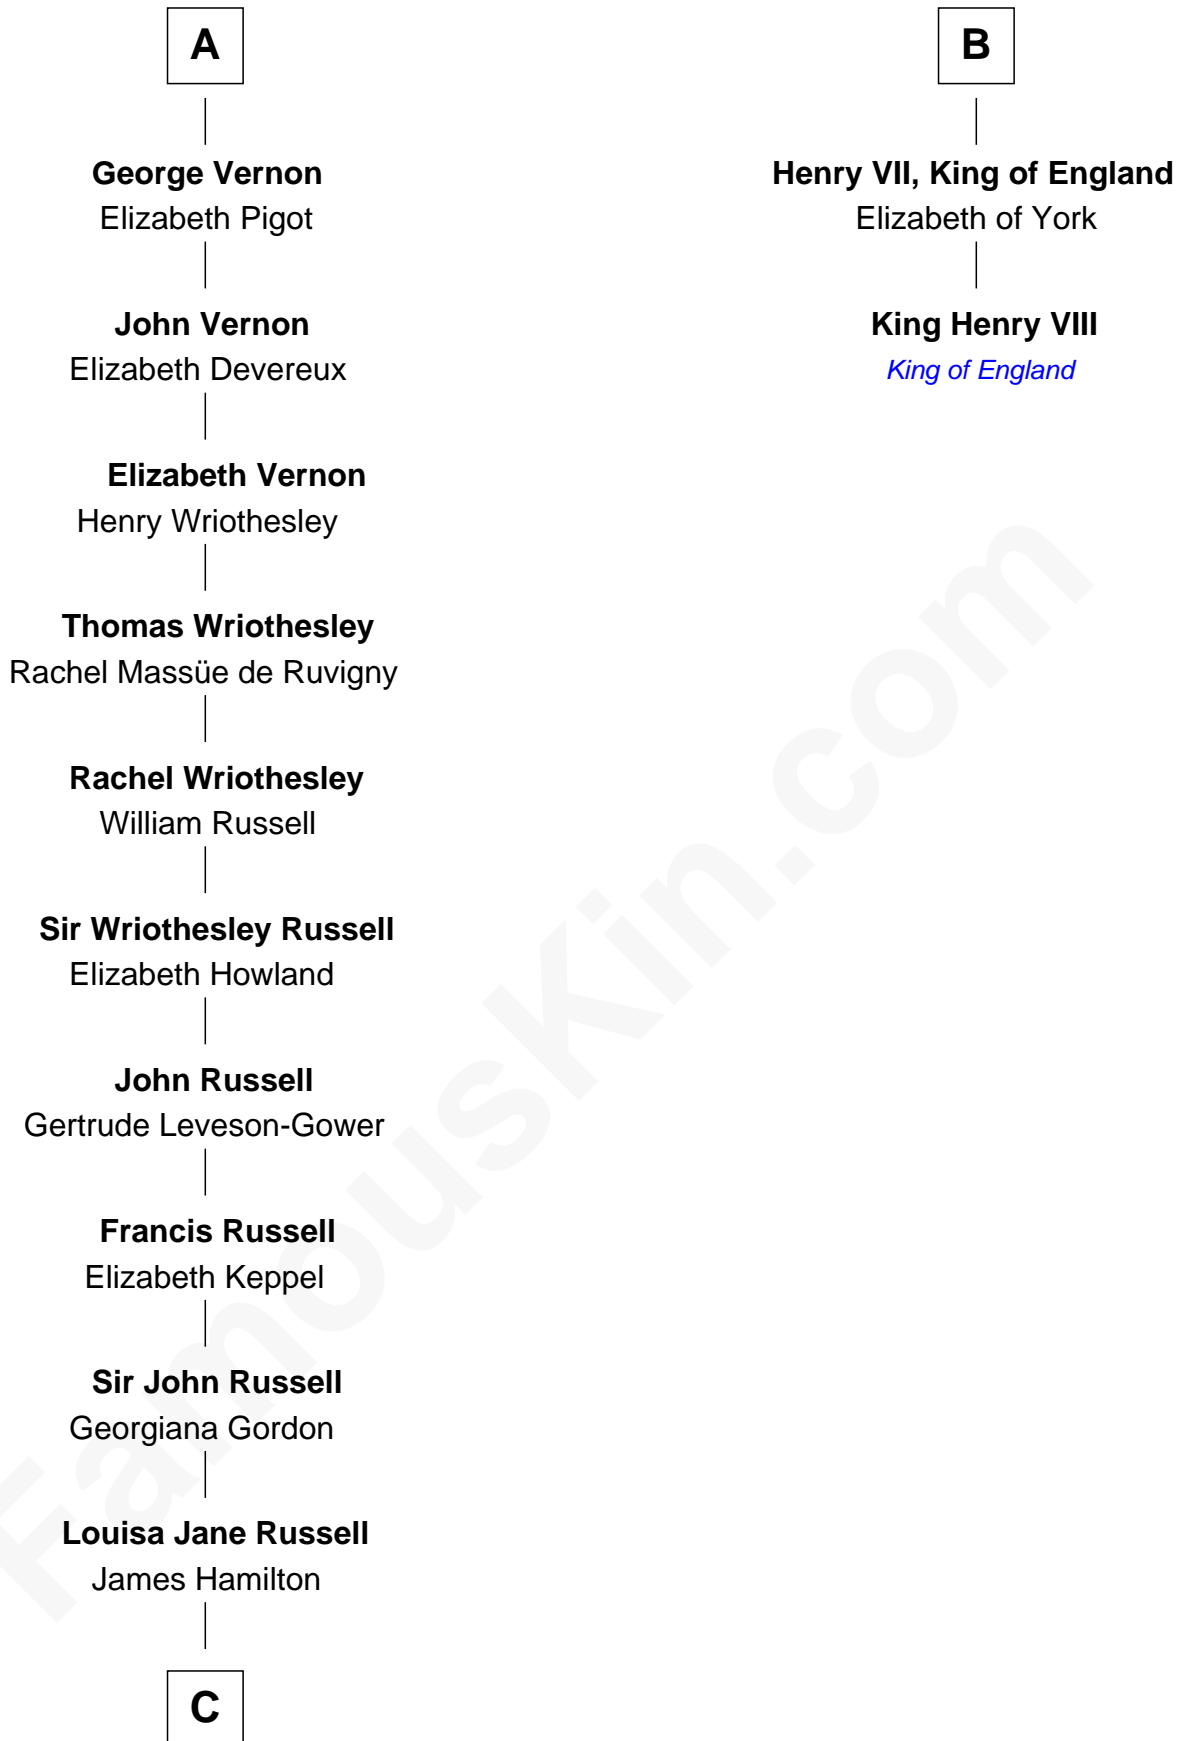 A
George Vernon
Elizabeth Pigot
John Vernon
Elizabeth Devereux
Elizabeth Vernon
Henry Wriothesley
Thomas Wriothesley
Rachel Massüe de Ruvigny
Rachel Wriothesley
William Russell
Sir Wriothesley Russell
Elizabeth Howland
John Russell
Gertrude Leveson-Gower
Francis Russell
Elizabeth Keppel
Sir John Russell
Georgiana Gordon
Louisa Jane Russell
James Hamilton
C
B
Henry VII, King of England
Elizabeth of York
King Henry VIII
King of England
FamousKin.com